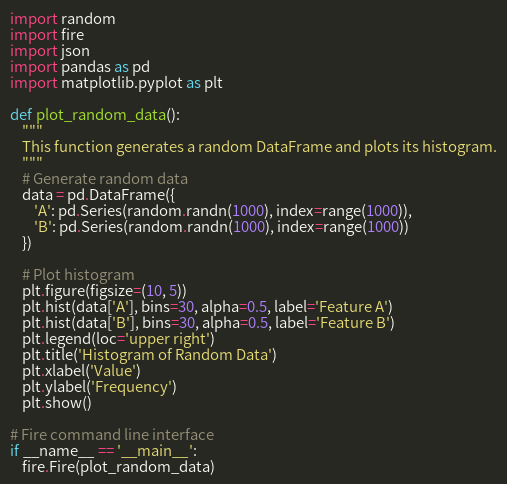 import random
import fire
import json
import pandas as pd
import matplotlib.pyplot as plt

def plot_random_data():
    """
    This function generates a random DataFrame and plots its histogram.
    """
    # Generate random data
    data = pd.DataFrame({
        'A': pd.Series(random.randn(1000), index=range(1000)),
        'B': pd.Series(random.randn(1000), index=range(1000))
    })

    # Plot histogram
    plt.figure(figsize=(10, 5))
    plt.hist(data['A'], bins=30, alpha=0.5, label='Feature A')
    plt.hist(data['B'], bins=30, alpha=0.5, label='Feature B')
    plt.legend(loc='upper right')
    plt.title('Histogram of Random Data')
    plt.xlabel('Value')
    plt.ylabel('Frequency')
    plt.show()

# Fire command line interface
if __name__ == '__main__':
    fire.Fire(plot_random_data)